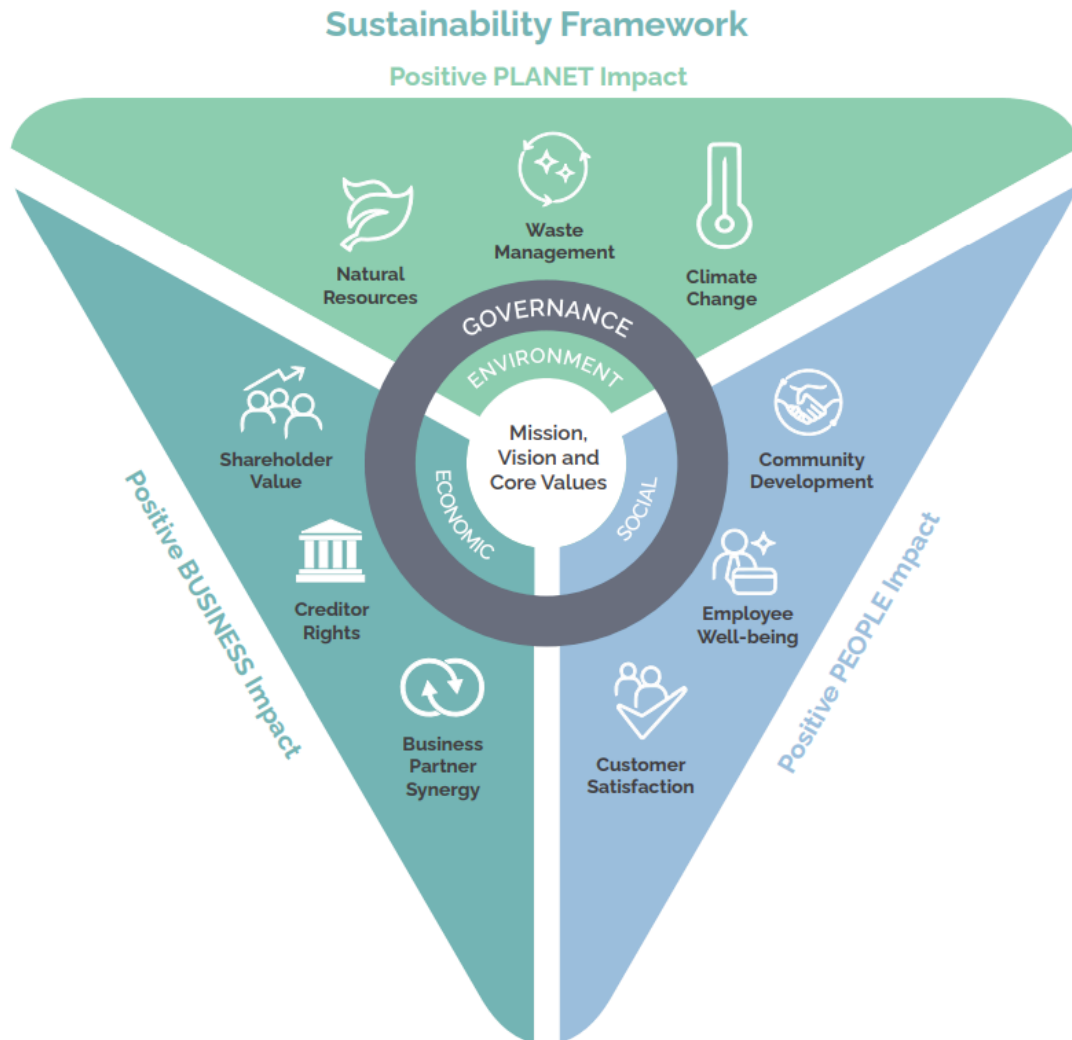 Sustainability Framework
Positive PLANET Impact
Natural
Resources
Waste
Management
Climate
Change
GOVERNANCE
ENVIRONMENT
ECONOMIC
SOCIAL
Mission,
Vision and
Core Values
Shareholder
Value
Creditor
Rights
Business
Partner
Synergy
Positive BUSINESS Impact
Community
Development
Employee
Well-being
Customer
Satisfaction
Positive PEOPLE Impact